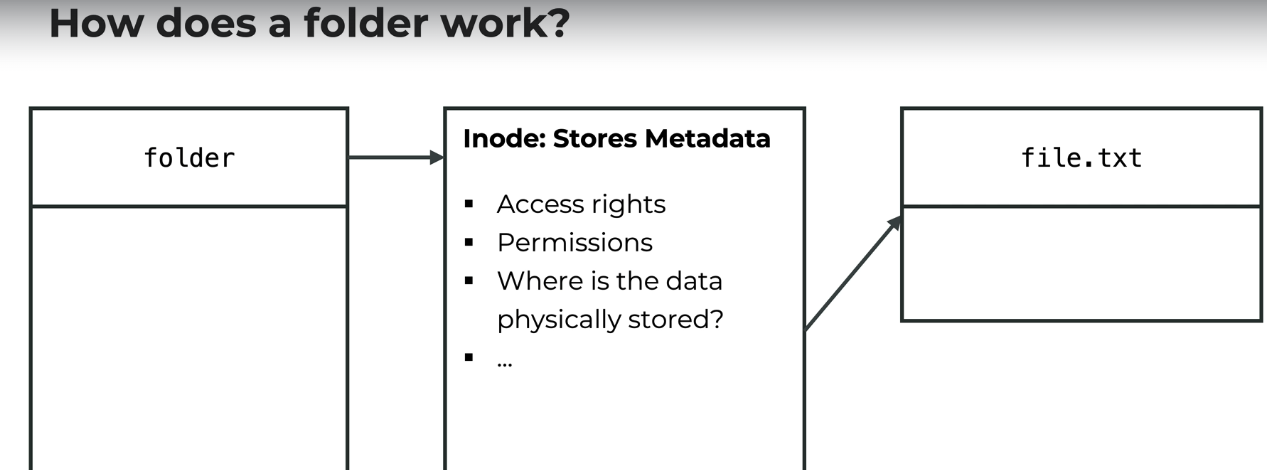 How does a folder work?
folder
Inode: Stores Metadata
▪ Access rights
▪ Permissions
▪ Where is the data
physically stored?
▪ ...
file.txt